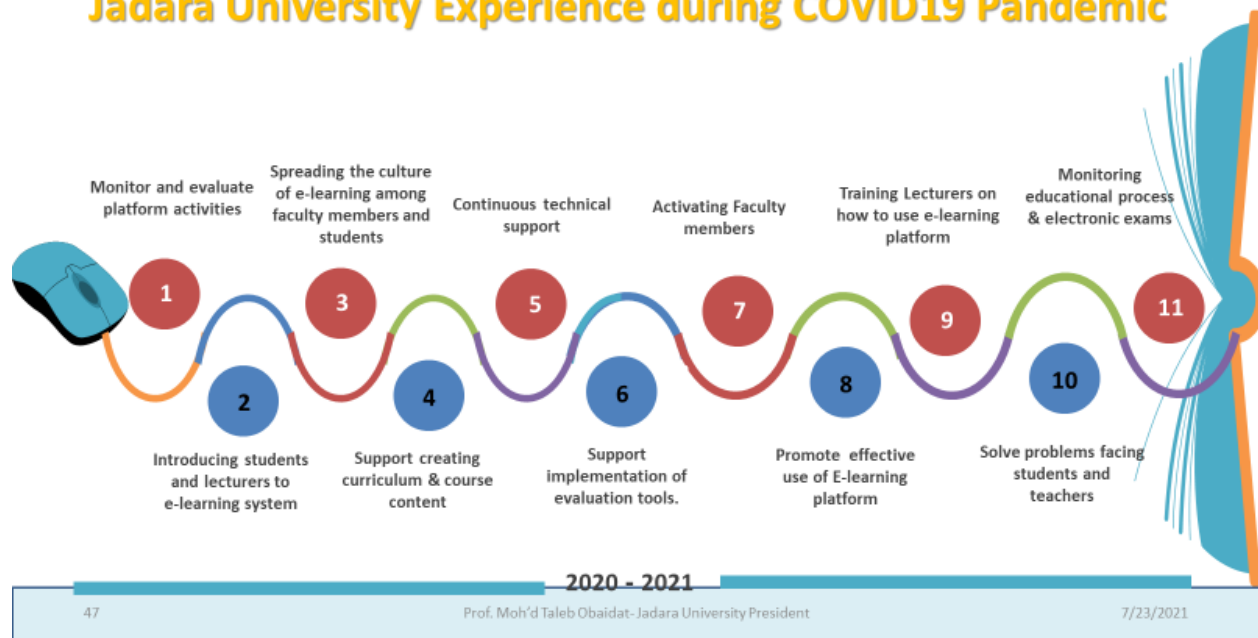 Jadara University Experience during COVID19 Pandemic
Monitor and evaluate
platform activities
Spreading the culture
of e-learning among
faculty members and
students
Continuous technical
support
Activating Faculty
members
Training Lecturers on
how to use e-learning
platform
Monitoring
educational process
& electronic exams
1
3
5
7
9
11
2
4
6
8
10
Introducing students
and lecturers to
e-learning system
Support creating
curriculum & course
content
Support
implementation of
evaluation tools.
Promote effective
use of E-learning
platform
Solve problems facing
students and
teachers
2020 - 2021
47
Prof. Moh'd Taleb Obaidat- Jadara University President
7/23/2021